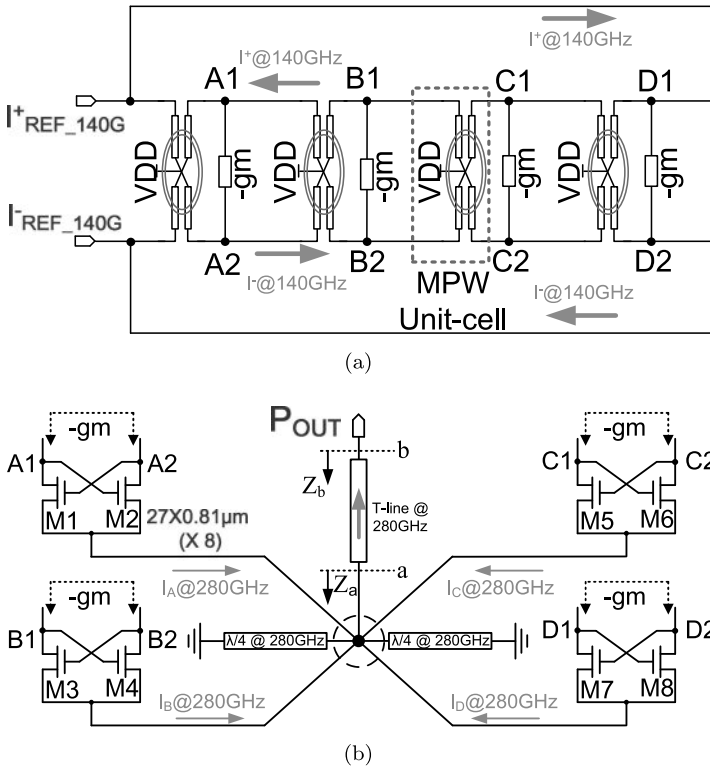 I⁺@140GHz
I⁺@140GHz
A1 B1 C1 D1
I⁺REF_140G
VDD -gm VDD -gm VDD -gm VDD -gm
I⁻REF_140G
A2 B2 C2 D2
I⁻@140GHz
MPW
Unit-cell
I⁻@140GHz
(a)
-gm POUT -gm
A1 A2 b C1 C2
Zb
M1 M2 T-line @ M5 M6
280GHz
27X0.81μm
(X 8)
a
Za
IA@280GHz IC@280GHz
-gm -gm
B1 B2 λ/4 @ 280GHz λ/4 @ 280GHz D1 D2
M3 M4 M7 M8
IB@280GHz ID@280GHz
(b)